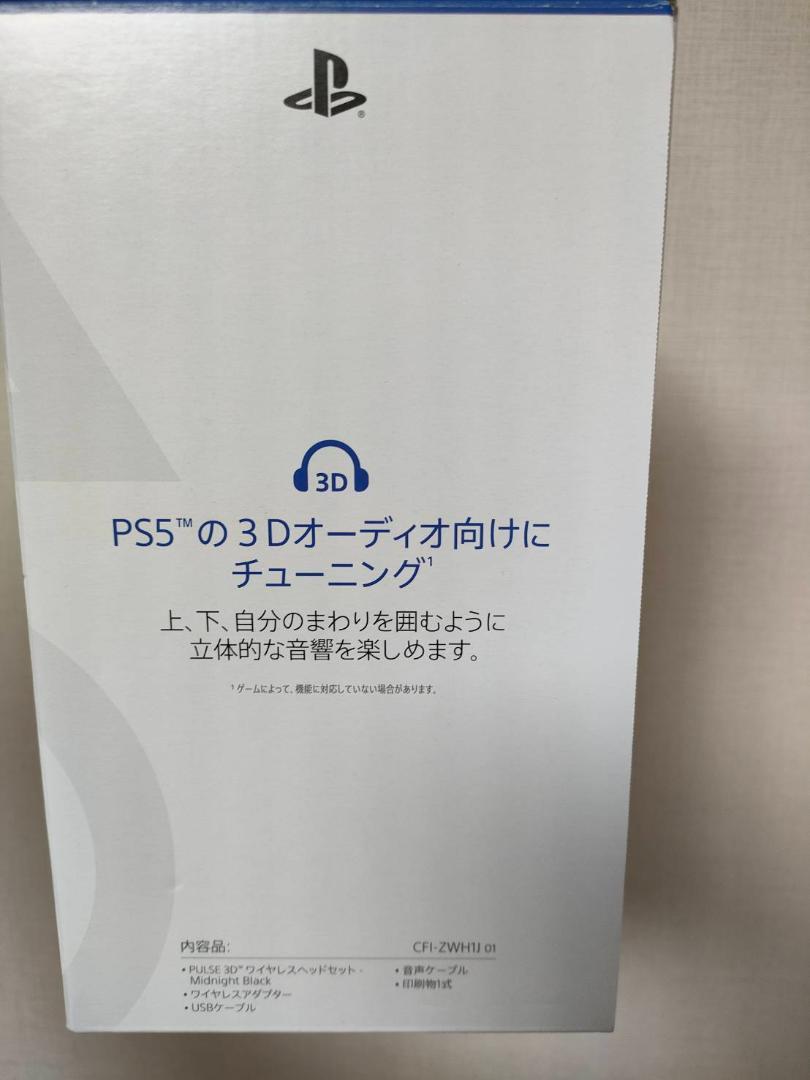 3D
PS5™の3Dオーディオ向けに
チューニング¹
上、下、自分のまわりを囲むように
立体的な音響を楽しめます。
¹ ゲームによって、機能に対応していない場合があります。
内容品:
CFI-ZWH1J 01
• PULSE 3D™ ワイヤレスヘッドセット -
Midnight Black
• ワイヤレスアダプター
• USBケーブル
• 音声ケーブル
• 印刷物1式